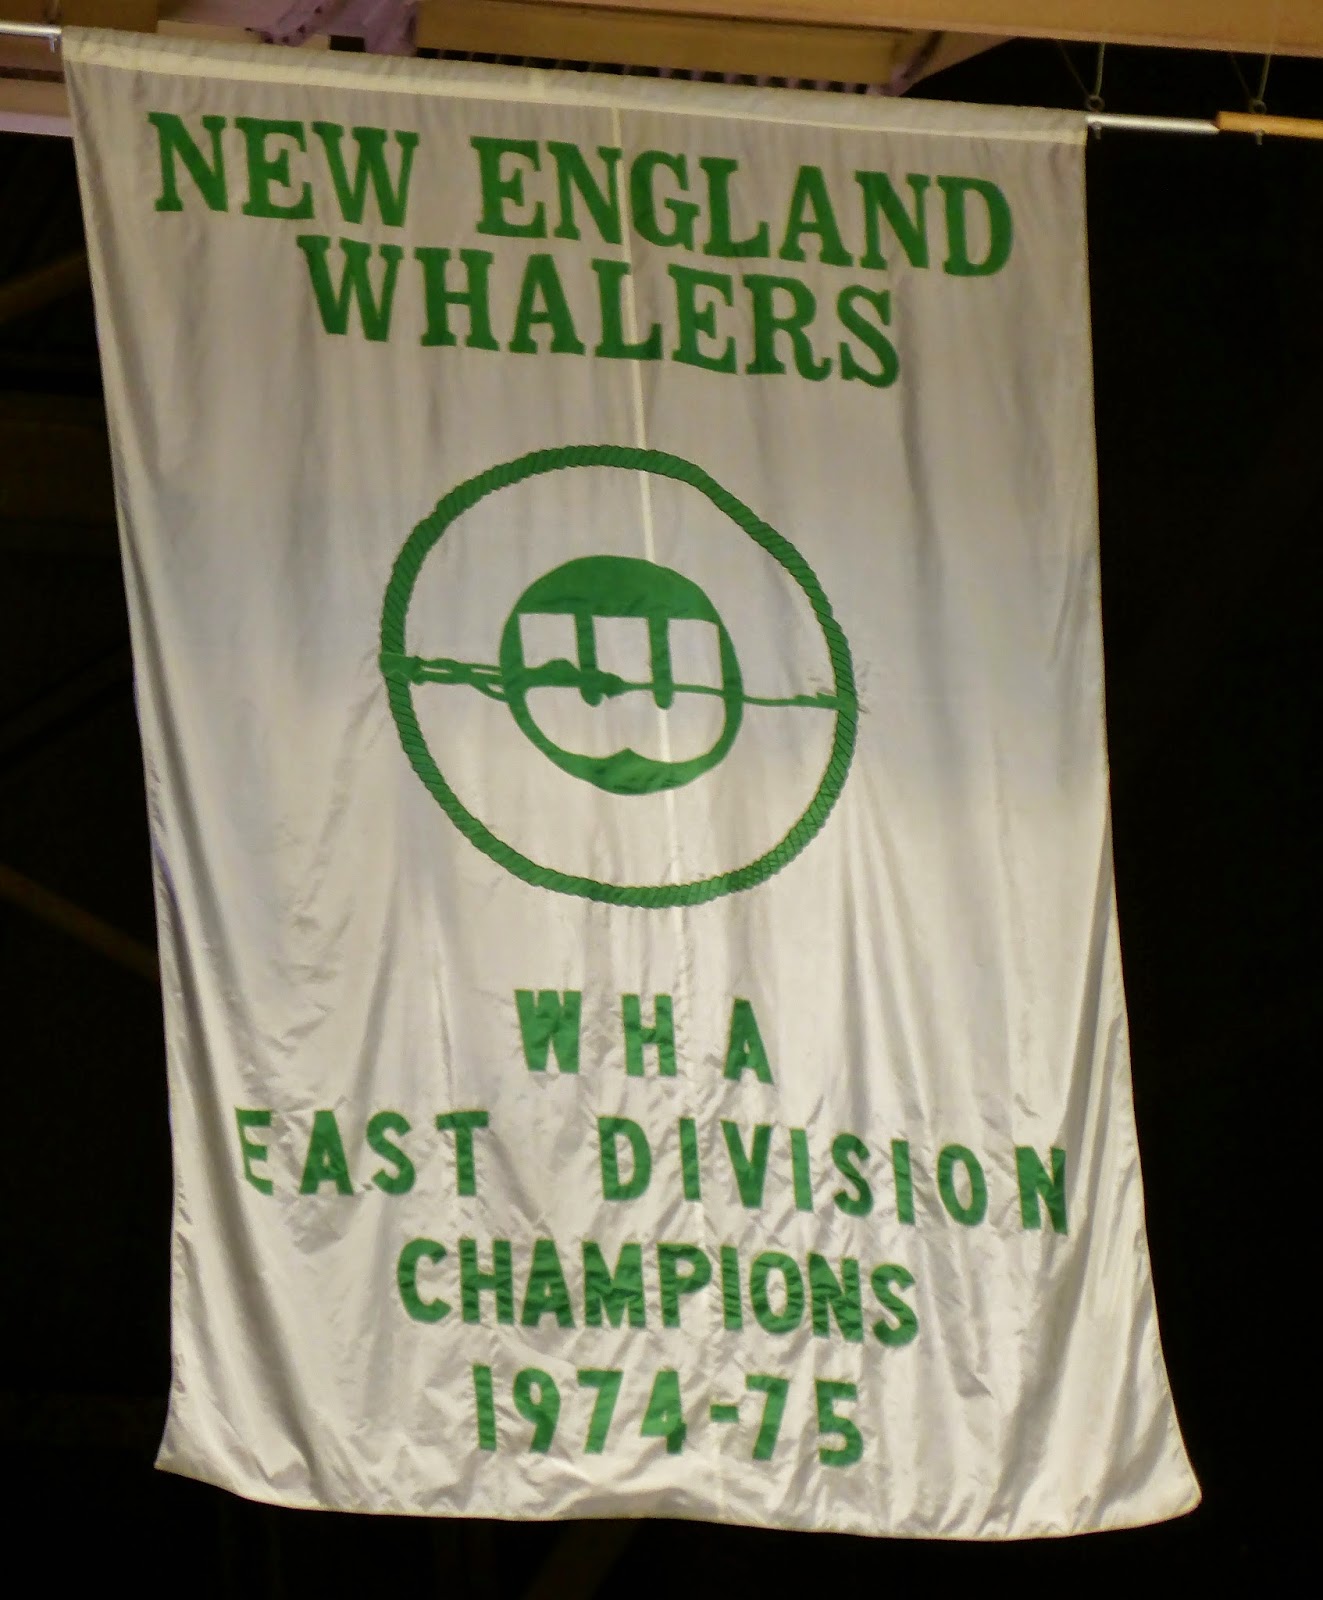 NEW ENGLAND
WHALERS
WHA
EAST DIVISION
CHAMPIONS
1974-75